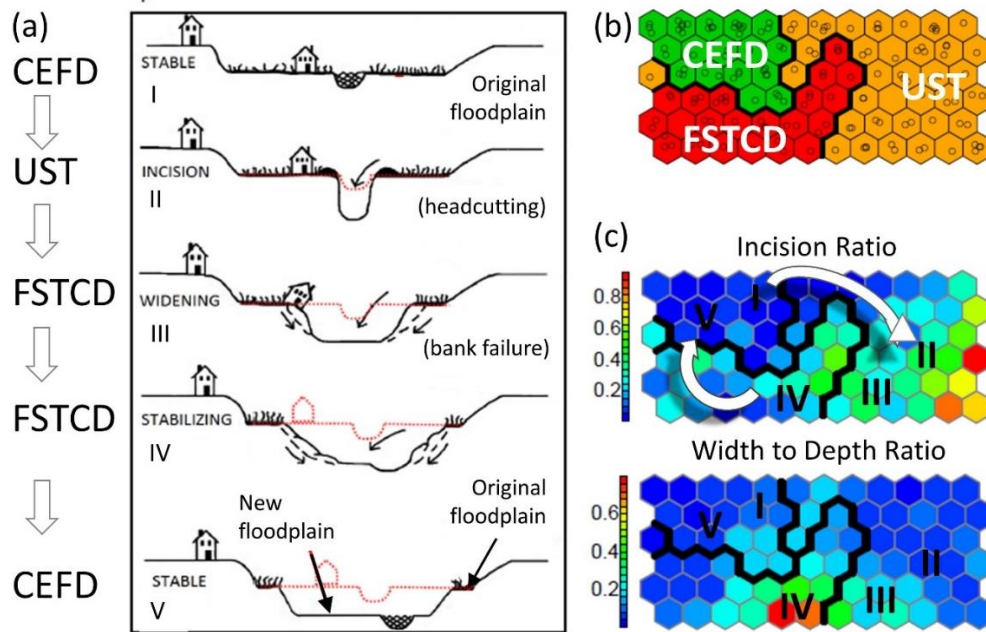 (a)
CEFD
UST
FSTCD
FSTCD
CEFD
STABLE
I
Original
floodplain
INCISION
II
(headcutting)
WIDENING
III
(bank failure)
STABILIZING
IV
New
floodplain
Original
floodplain
STABLE
V
(b)
CEFD
UST
FSTCD
(c)
Incision Ratio
0.8
0.6
0.4
0.2
I
V
II
IV
III
Width to Depth Ratio
0.6
0.4
0.2
I
V
II
IV
III